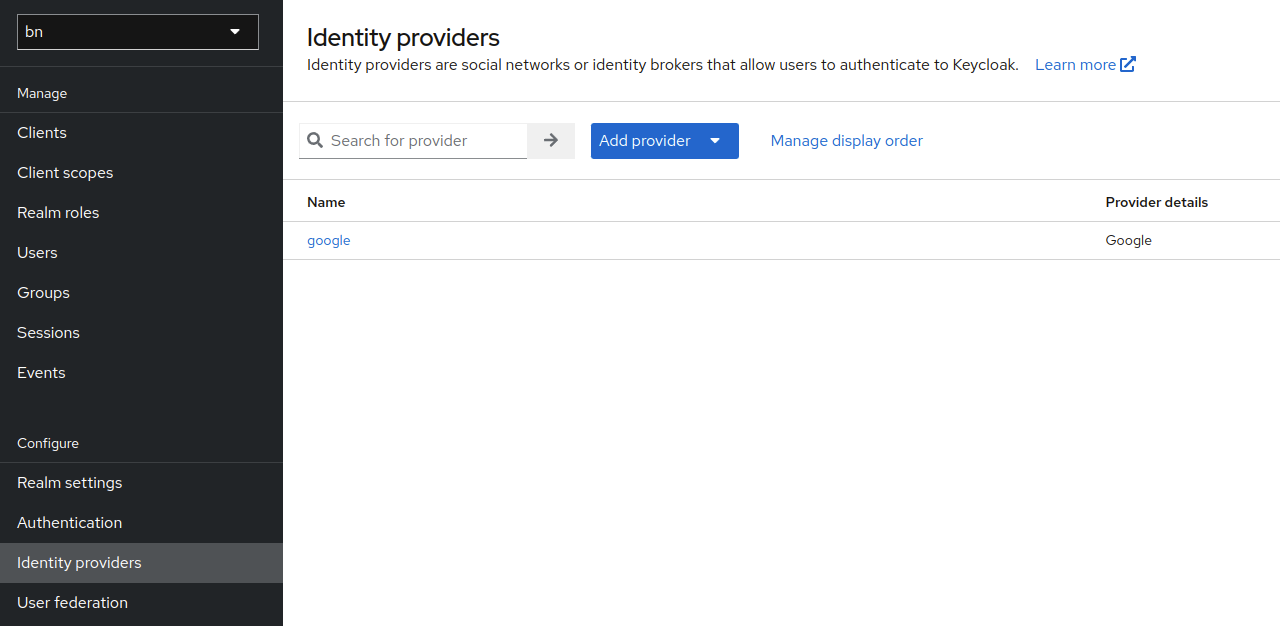 bn
Manage
Clients
Client scopes
Realm roles
Users
Groups
Sessions
Events
Configure
Realm settings
Authentication
Identity providers
User federation
Identity providers
Identity providers are social networks or identity brokers that allow users to authenticate to Keycloak. Learn more
Search for provider
Add provider
Manage display order
Name Provider details
google Google